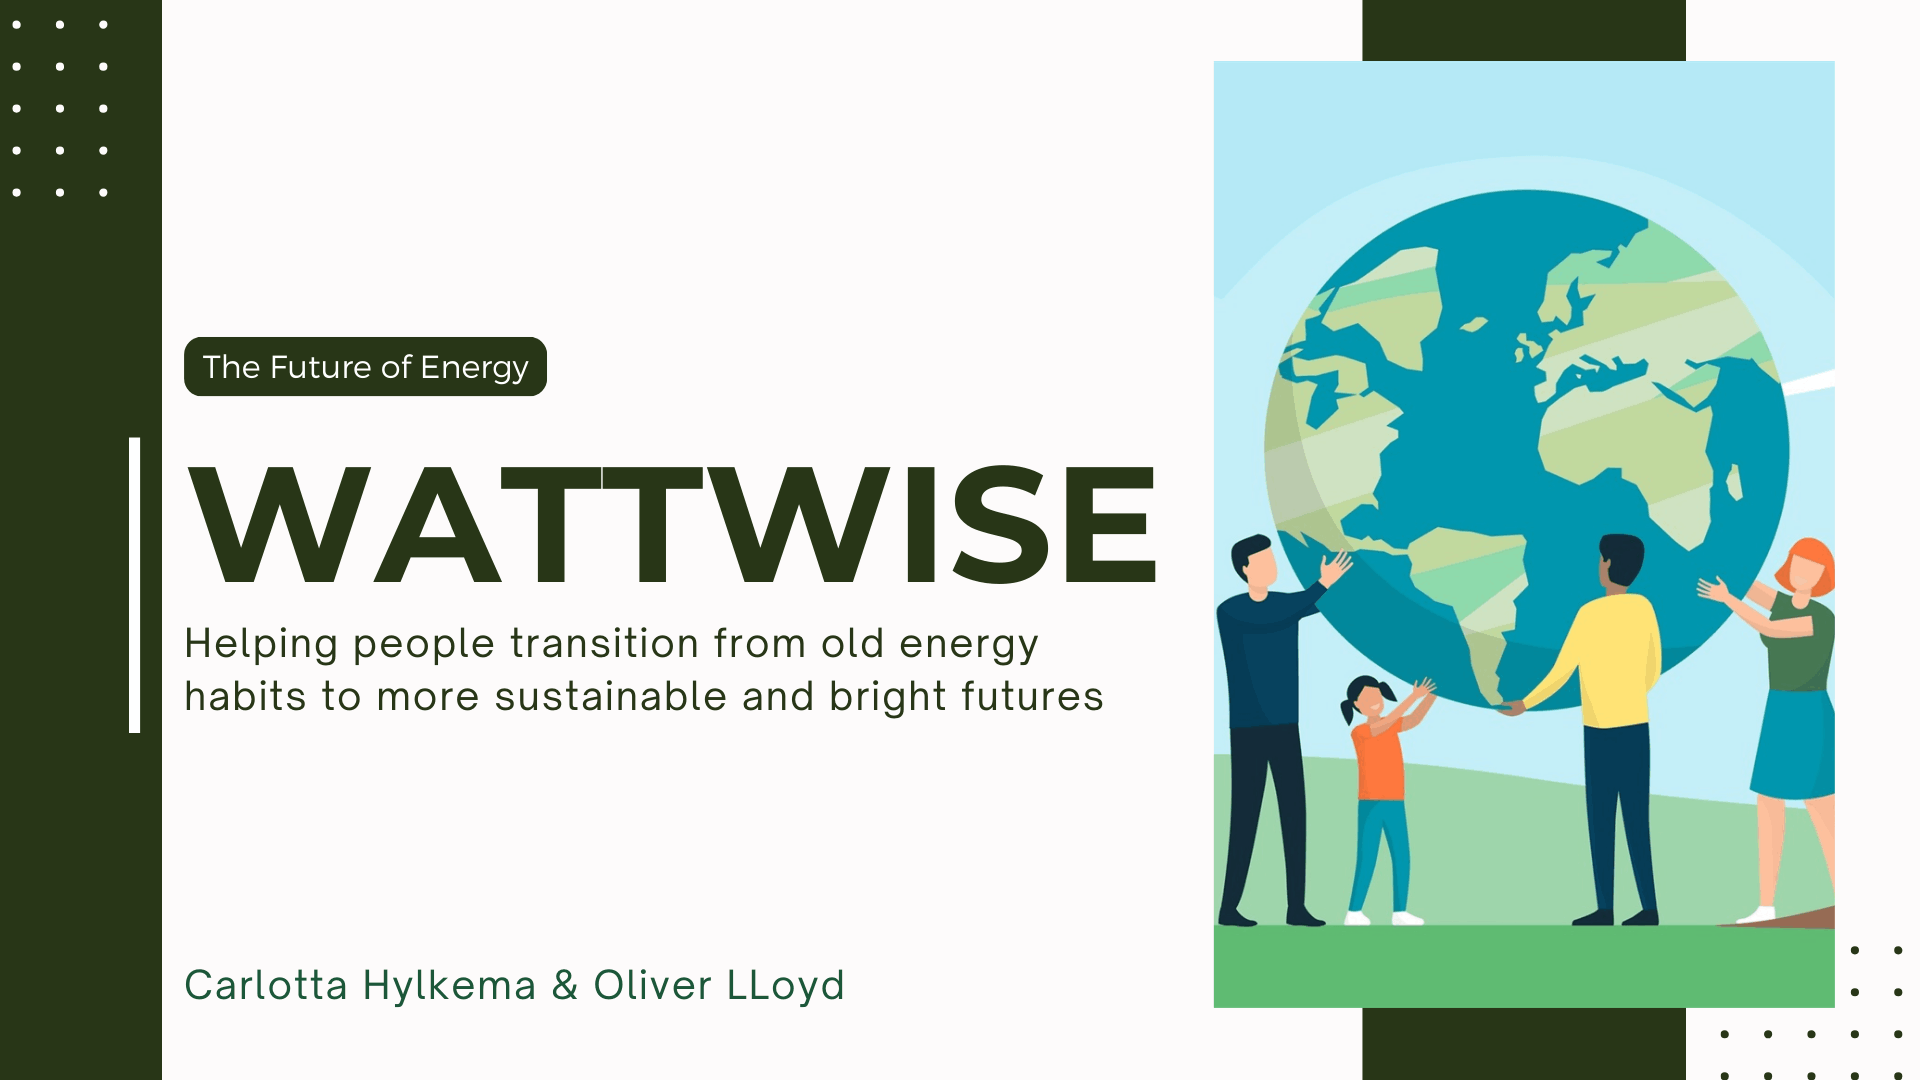 The Future of Energy
WATTWISE
Helping people transition from old energy
habits to more sustainable and bright futures
Carlotta Hylkema & Oliver LLoyd